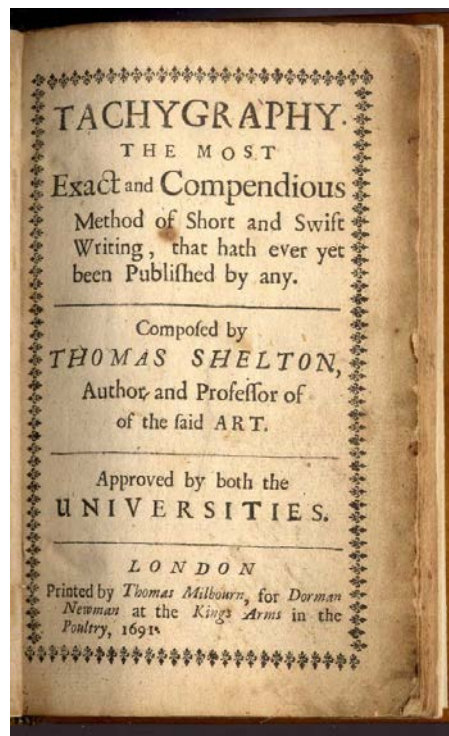 TACHYGRAPHY.
THE MOST
Exact and Compendious
Method of Short and Swift
Writing, that hath ever yet
been Publiſhed by any.
Compoſed by
THOMAS SHELTON,
Author, and Profeſſor of
of the ſaid ART.
Approved by both the
UNIVERSITIES.
LONDON
Printed by Thomas Milbourn, for Dorman
Newman at the Kings Arms in the
Poultry, 1691.